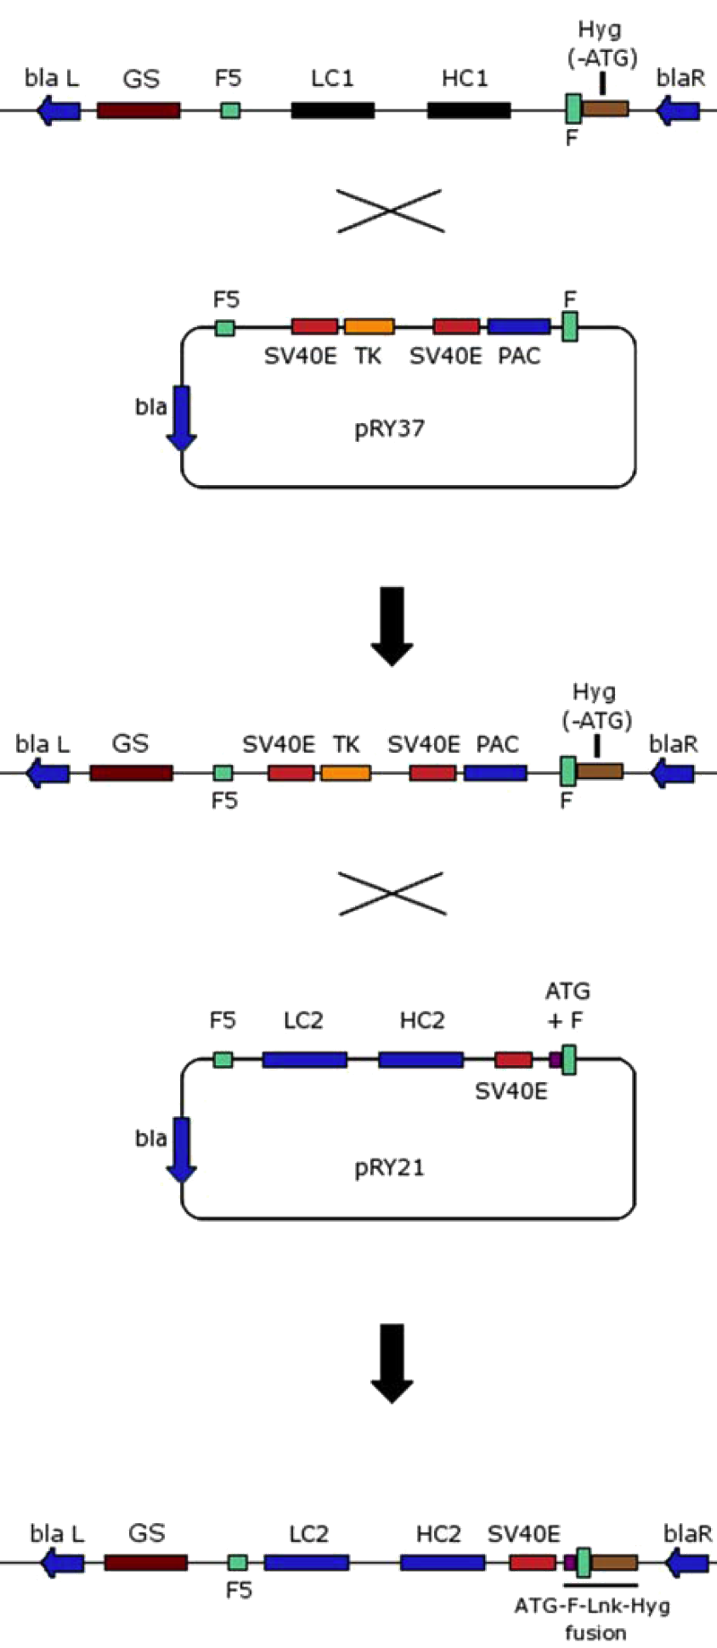 Hyg
(-ATG)
bla L GS F5 LC1 HC1 blaR
F
F5 F
SV40E TK SV40E PAC
bla
pRY37
Hyg
(-ATG)
bla L GS SV40E TK SV40E PAC blaR
F5 F
ATG
F5 LC2 HC2 + F
SV40E
bla
pRY21
bla L GS LC2 HC2 SV40E blaR
F5
ATG-F-Lnk-Hyg
fusion